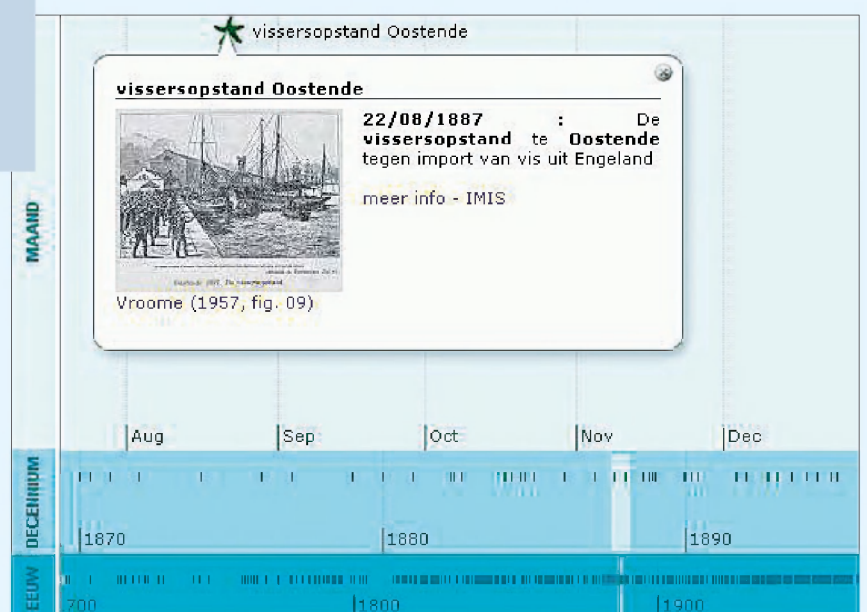 vissersopstand Oostende
vissersopstand Oostende
22/08/1887 : De
vissersopstand te Oostende
tegen import van vis uit Engeland
meer info - IMIS
Vroome (1957, fig. 09)
MAAND
Aug Sep Oct Nov Dec
DECENNIUM
1870 1880 1890
EEUW
700 1800 1900